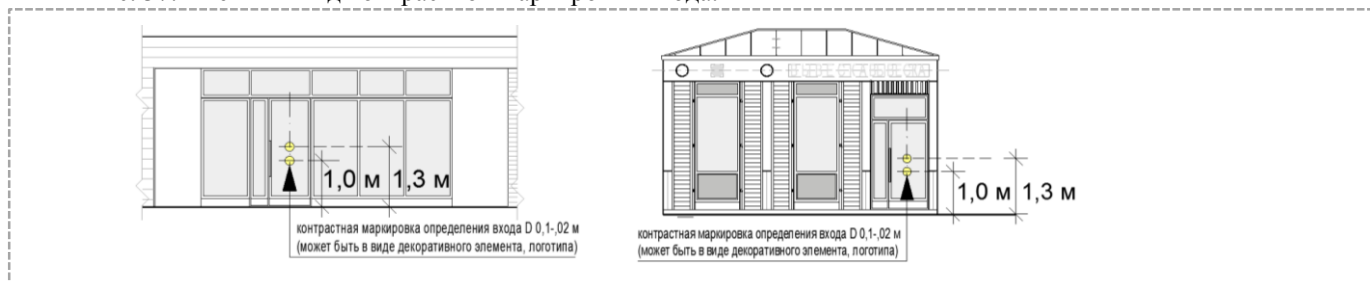 1,0 м 1,3 м
контрастная маркировка определения входа D 0,1-,02 м
(может быть в виде декоративного элемента, логотипа)
1,0 м 1,3 м
контрастная маркировка определения входа D 0,1-,02 м
(может быть в виде декоративного элемента, логотипа)